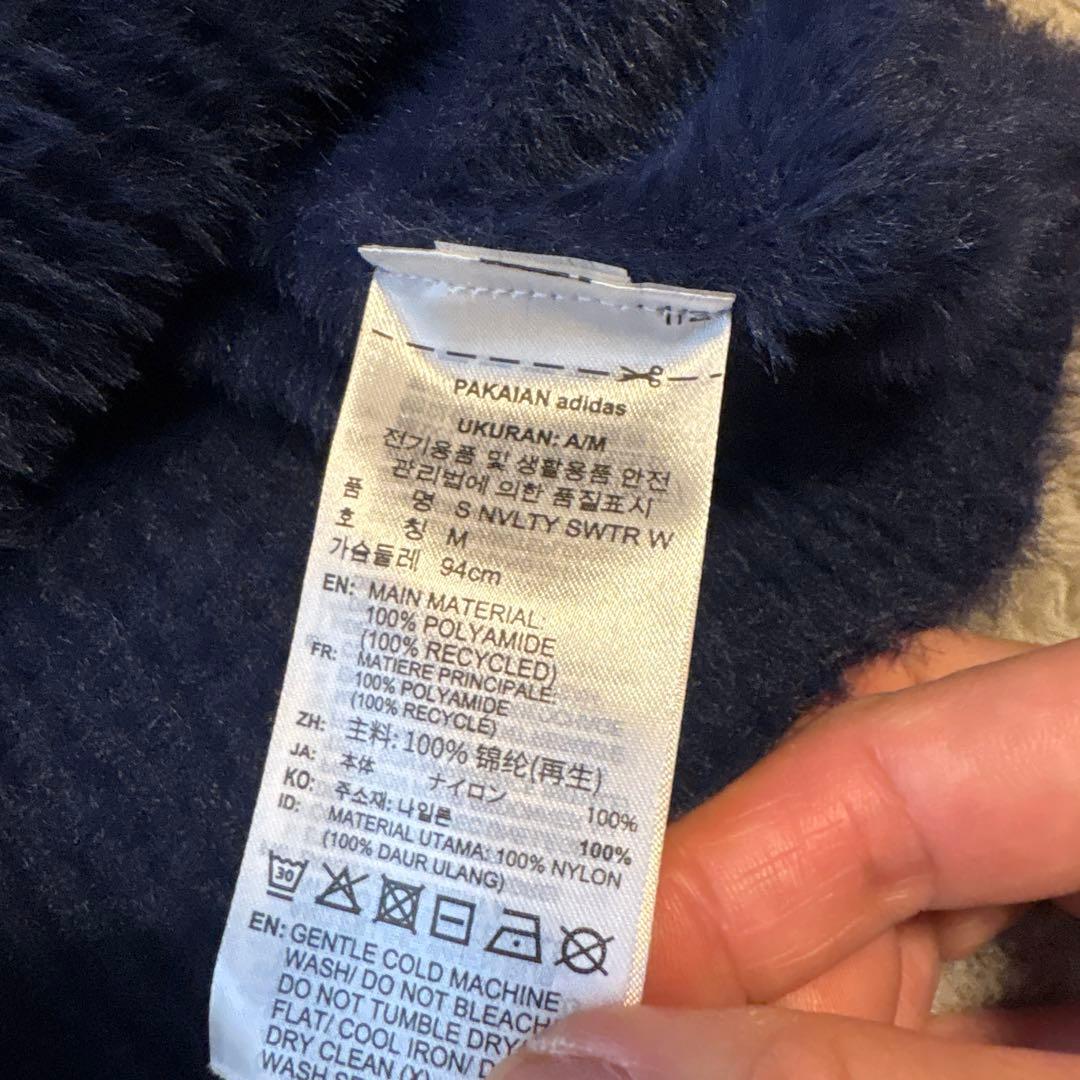 PAKAIAN adidas
UKURAN: A/M
전기용품 및 생활용품 안전
관리법에 의한 품질표시
품 명 S NVLTY SWTR W
호 칭 M
가슴둘레 94cm
EN: MAIN MATERIAL:
100% POLYAMIDE
(100% RECYCLED)
FR: MATIÈRE PRINCIPALE:
100% POLYAMIDE
(100% RECYCLÉ)
ZH: 主料: 100% 锦纶(再生)
JA: 本体 ナイロン 100%
KO: 주소재: 나일론 100%
ID: MATERIAL UTAMA: 100% NYLON
(100% DAUR ULANG)
30
EN: GENTLE COLD MACHINE
WASH/ DO NOT BLEACH/
DO NOT TUMBLE DRY/
FLAT/ COOL IRON/
DRY CLEAN (X)
WASH